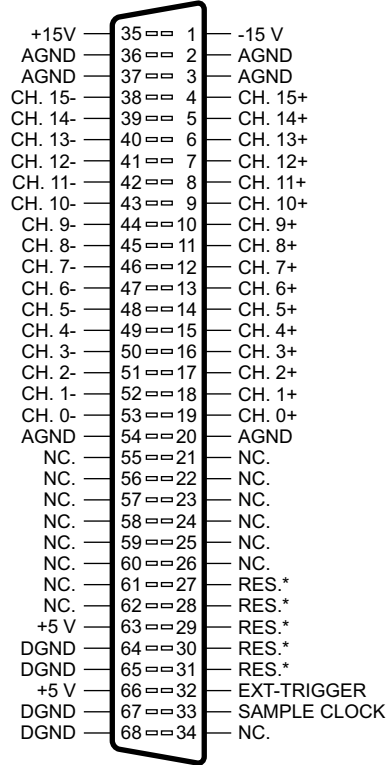 +15V 35 1 -15 V
AGND 36 2 AGND
AGND 37 3 AGND
CH. 15- 38 4 CH. 15+
CH. 14- 39 5 CH. 14+
CH. 13- 40 6 CH. 13+
CH. 12- 41 7 CH. 12+
CH. 11- 42 8 CH. 11+
CH. 10- 43 9 CH. 10+
CH. 9- 44 10 CH. 9+
CH. 8- 45 11 CH. 8+
CH. 7- 46 12 CH. 7+
CH. 6- 47 13 CH. 6+
CH. 5- 48 14 CH. 5+
CH. 4- 49 15 CH. 4+
CH. 3- 50 16 CH. 3+
CH. 2- 51 17 CH. 2+
CH. 1- 52 18 CH. 1+
CH. 0- 53 19 CH. 0+
AGND 54 20 AGND
NC. 55 21 NC.
NC. 56 22 NC.
NC. 57 23 NC.
NC. 58 24 NC.
NC. 59 25 NC.
NC. 60 26 NC.
NC. 61 27 RES.*
NC. 62 28 RES.*
+5 V 63 29 RES.*
DGND 64 30 RES.*
DGND 65 31 RES.*
+5 V 66 32 EXT-TRIGGER
DGND 67 33 SAMPLE CLOCK
DGND 68 34 NC.